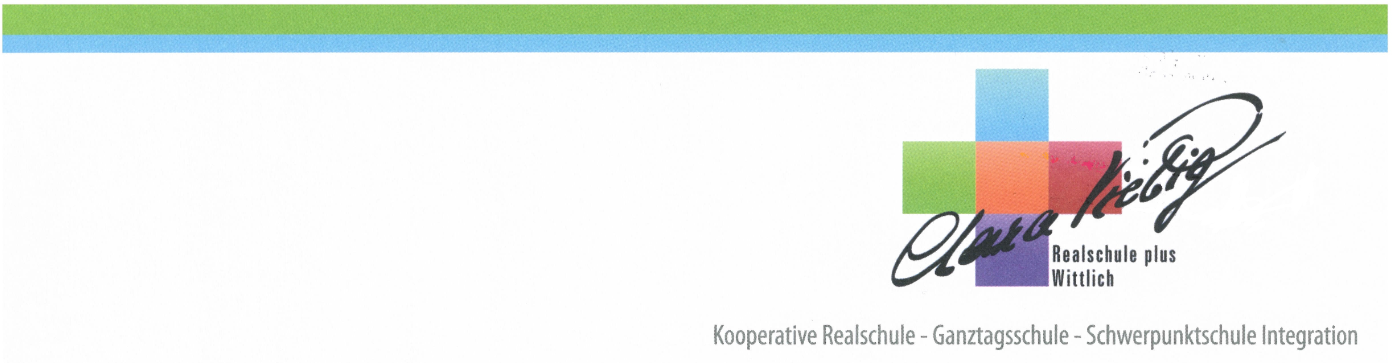 Clara Viebig
Realschule plus
Wittlich
Kooperative Realschule - Ganztagsschule - Schwerpunktschule Integration